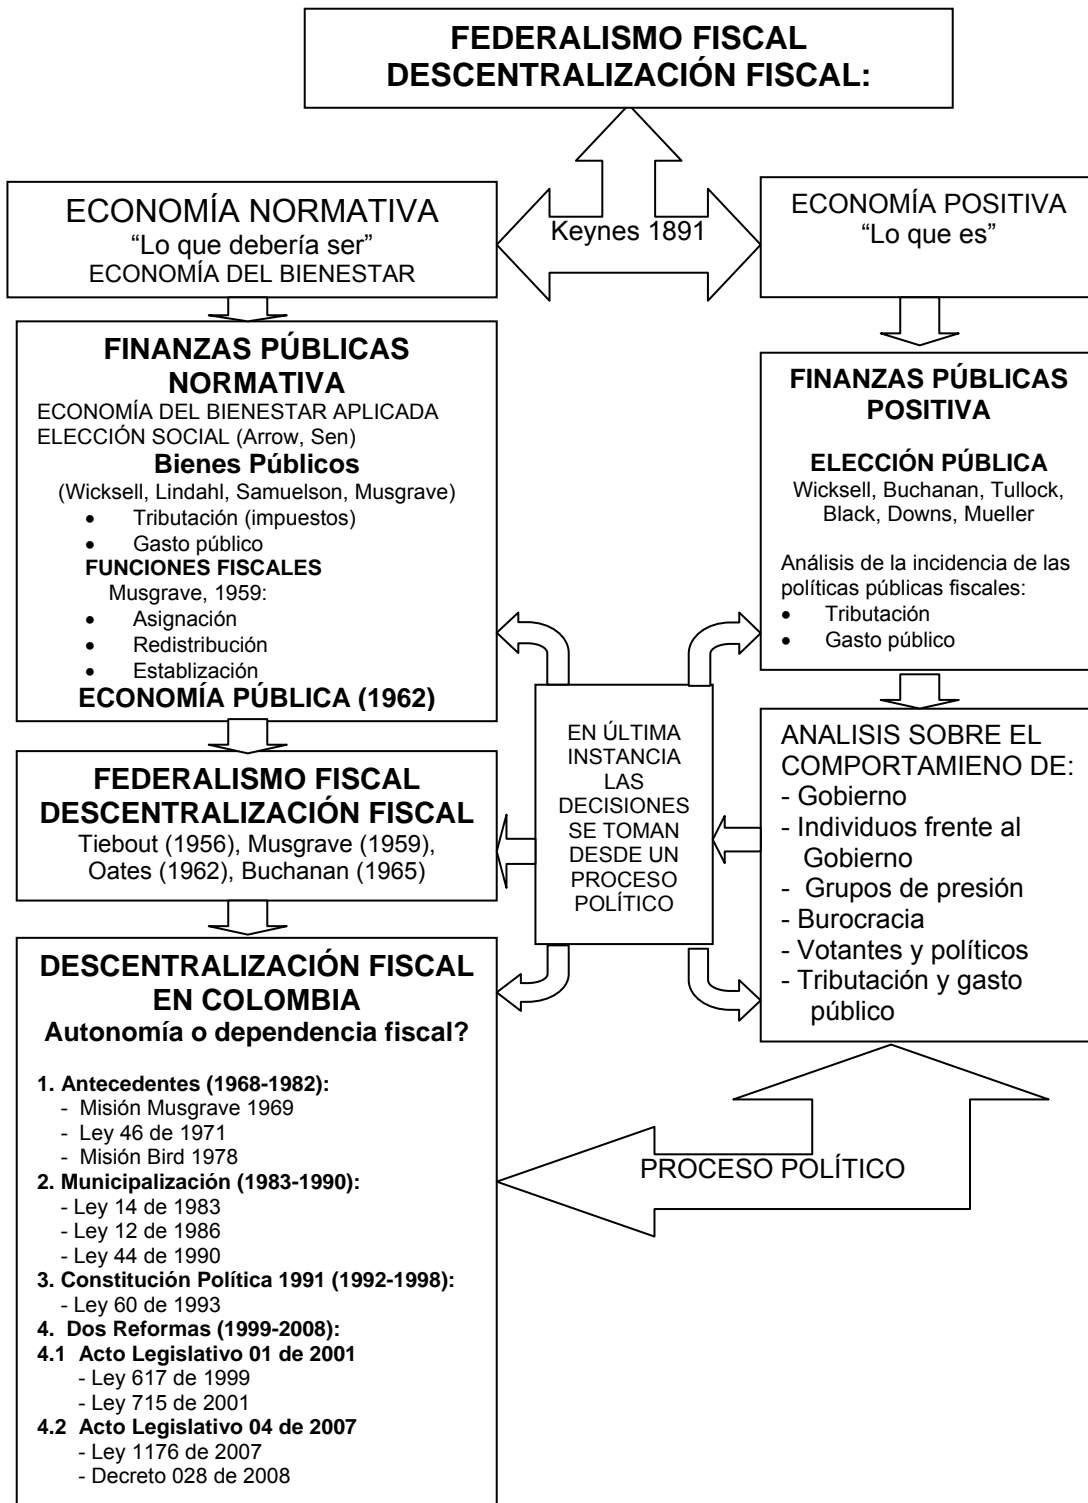 FEDERALISMO FISCAL
DESCENTRALIZACIÓN FISCAL:
ECONOMÍA NORMATIVA
“Lo que debería ser”
ECONOMÍA DEL BIENESTAR
Keynes 1891
ECONOMÍA POSITIVA
“Lo que es”
FINANZAS PÚBLICAS
NORMATIVA
ECONOMÍA DEL BIENESTAR APLICADA
ELECCIÓN SOCIAL (Arrow, Sen)
Bienes Públicos
(Wicksell, Lindahl, Samuelson, Musgrave)
• Tributación (impuestos)
• Gasto público
FUNCIONES FISCALES
Musgrave, 1959:
• Asignación
• Redistribución
• Establización
ECONOMÍA PÚBLICA (1962)
FINANZAS PÚBLICAS
POSITIVA
ELECCIÓN PÚBLICA
Wicksell, Buchanan, Tullock,
Black, Downs, Mueller
Análisis de la incidencia de las
políticas públicas fiscales:
• Tributación
• Gasto público
EN ÚLTIMA
INSTANCIA
LAS
DECISIONES
SE TOMAN
DESDE UN
PROCESO
POLÍTICO
FEDERALISMO FISCAL
DESCENTRALIZACIÓN FISCAL
Tiebout (1956), Musgrave (1959),
Oates (1962), Buchanan (1965)
ANALISIS SOBRE EL
COMPORTAMIENO DE:
- Gobierno
- Individuos frente al
Gobierno
- Grupos de presión
- Burocracia
- Votantes y políticos
- Tributación y gasto
público
DESCENTRALIZACIÓN FISCAL
EN COLOMBIA
Autonomía o dependencia fiscal?
1. Antecedentes (1968-1982):
- Misión Musgrave 1969
- Ley 46 de 1971
- Misión Bird 1978
2. Municipalización (1983-1990):
- Ley 14 de 1983
- Ley 12 de 1986
- Ley 44 de 1990
3. Constitución Política 1991 (1992-1998):
- Ley 60 de 1993
4. Dos Reformas (1999-2008):
4.1 Acto Legislativo 01 de 2001
- Ley 617 de 1999
- Ley 715 de 2001
4.2 Acto Legislativo 04 de 2007
- Ley 1176 de 2007
- Decreto 028 de 2008
PROCESO POLÍTICO